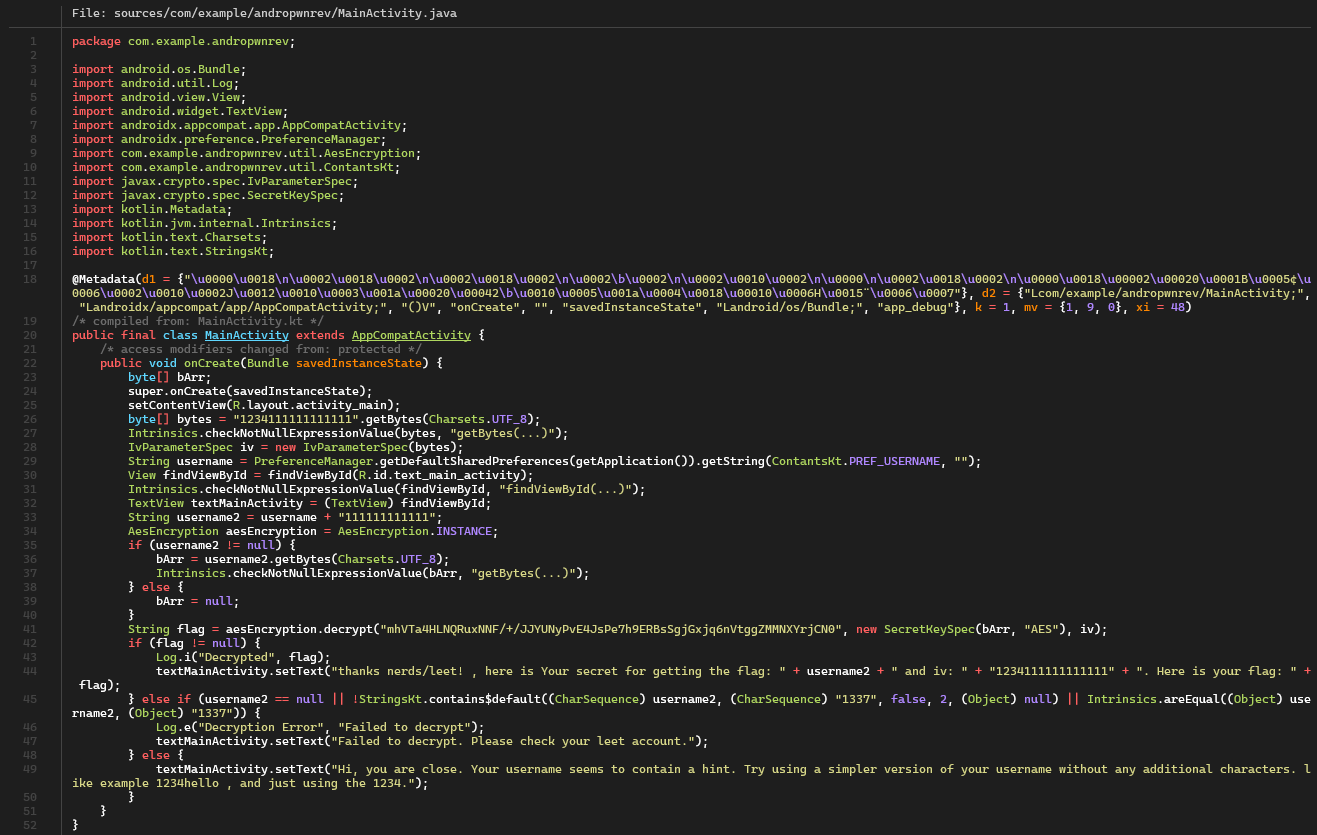 File: sources/com/example/andropwnrev/MainActivity.java
1 package com.example.andropwnrev;
2
3 import android.os.Bundle;
4 import android.util.Log;
5 import android.view.View;
6 import android.widget.TextView;
7 import androidx.appcompat.app.AppCompatActivity;
8 import androidx.preference.PreferenceManager;
9 import com.example.andropwnrev.util.AesEncryption;
10 import com.example.andropwnrev.util.ContantsKt;
11 import javax.crypto.spec.IvParameterSpec;
12 import javax.crypto.spec.SecretKeySpec;
13 import kotlin.Metadata;
14 import kotlin.jvm.internal.Intrinsics;
15 import kotlin.text.Charsets;
16 import kotlin.text.StringsKt;
17
18 @Metadata(d1 = {"\u0000\u0018\n\u0002\u0018\u0002\n\u0002\u0018\u0002\n\u0002\b\u0002\n\u0002\u0010\u0002\n\u0000\n\u0002\u0018\u0002\n\u0000\u0018\u00002\u00020\u0001B\u0005¢\u
0006\u0002\u0010\u0002J\u0012\u0010\u0003\u001a\u00020\u00042\b\u0010\u0005\u001a\u0004\u0018\u00010\u0006H\u0015¨\u0006\u0007"}, d2 = {"Lcom/example/andropwnrev/MainActivity;",
"Landroidx/appcompat/app/AppCompatActivity;", "()V", "onCreate", "", "savedInstanceState", "Landroid/os/Bundle;", "app_debug"}, k = 1, mv = {1, 9, 0}, xi = 48)
19 /* compiled from: MainActivity.kt */
20 public final class MainActivity extends AppCompatActivity {
21 /* access modifiers changed from: protected */
22 public void onCreate(Bundle savedInstanceState) {
23 byte[] bArr;
24 super.onCreate(savedInstanceState);
25 setContentView(R.layout.activity_main);
26 byte[] bytes = "1234111111111111".getBytes(Charsets.UTF_8);
27 Intrinsics.checkNotNullExpressionValue(bytes, "getBytes(...)");
28 IvParameterSpec iv = new IvParameterSpec(bytes);
29 String username = PreferenceManager.getDefaultSharedPreferences(getApplication()).getString(ContantsKt.PREF_USERNAME, "");
30 View findViewById = findViewById(R.id.text_main_activity);
31 Intrinsics.checkNotNullExpressionValue(findViewById, "findViewById(...)");
32 TextView textMainActivity = (TextView) findViewById;
33 String username2 = username + "111111111111";
34 AesEncryption aesEncryption = AesEncryption.INSTANCE;
35 if (username2 != null) {
36 bArr = username2.getBytes(Charsets.UTF_8);
37 Intrinsics.checkNotNullExpressionValue(bArr, "getBytes(...)");
38 } else {
39 bArr = null;
40 }
41 String flag = aesEncryption.decrypt("mhVTa4HLNQRuxNNF/+/JJYUNyPvE4JsPe7h9ERBsSgjGxjq6nVtggZMMNXYrjCN0", new SecretKeySpec(bArr, "AES"), iv);
42 if (flag != null) {
43 Log.i("Decrypted", flag);
44 textMainActivity.setText("thanks nerds/leet! , here is Your secret for getting the flag: " + username2 + " and iv: " + "1234111111111111" + ". Here is your flag: " +
flag);
45 } else if (username2 == null || !StringsKt.contains$default((CharSequence) username2, (CharSequence) "1337", false, 2, (Object) null) || Intrinsics.areEqual((Object) use
rname2, (Object) "1337")) {
46 Log.e("Decryption Error", "Failed to decrypt");
47 textMainActivity.setText("Failed to decrypt. Please check your leet account.");
48 } else {
49 textMainActivity.setText("Hi, you are close. Your username seems to contain a hint. Try using a simpler version of your username without any additional characters. l
ike example 1234hello , and just using the 1234.");
50 }
51 }
52 }